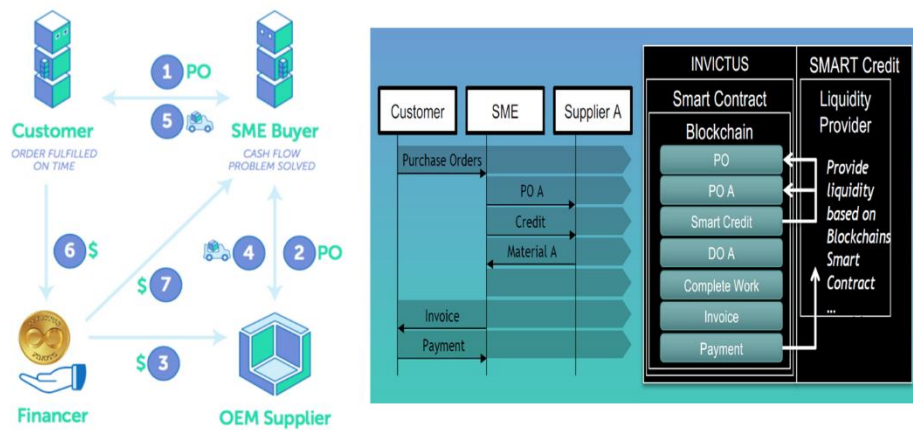 1 PO
5
Customer
ORDER FULFILLED
ON TIME
SME Buyer
CASH FLOW
PROBLEM SOLVED
6 $
$ 7
4
2 PO
$ 3
Financer
OEM Supplier
Customer
SME
Supplier A
Purchase Orders
PO A
Credit
Material A
Invoice
Payment
INVICTUS
Smart Contract
Blockchain
PO
PO A
Smart Credit
DO A
Complete Work
Invoice
Payment
SMART Credit
Liquidity
Provider
Provide
liquidity
based on
Blockchains
Smart
Contract
...